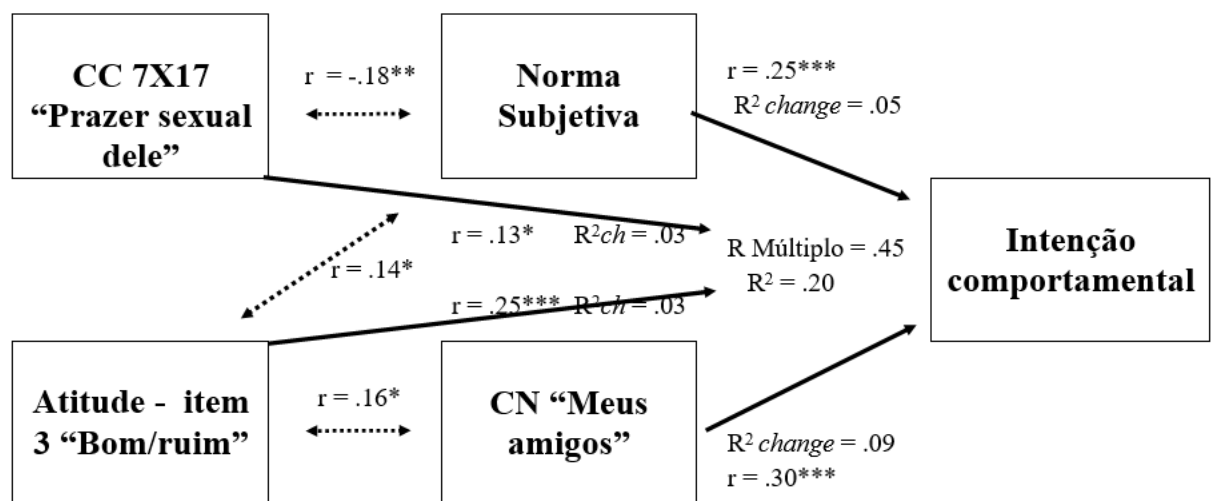 CC 7X17
“Prazer sexual
dele”
r = -.18**
Norma
Subjetiva
r = .25***
R² change = .05
r = .13* R²ch = .03
r = .14*
R Múltiplo = .45
R² = .20
Intenção
comportamental
r = .25*** R²ch = .03
Atitude - item
3 “Bom/ruim”
r = .16*
CN “Meus
amigos”
R² change = .09
r = .30***